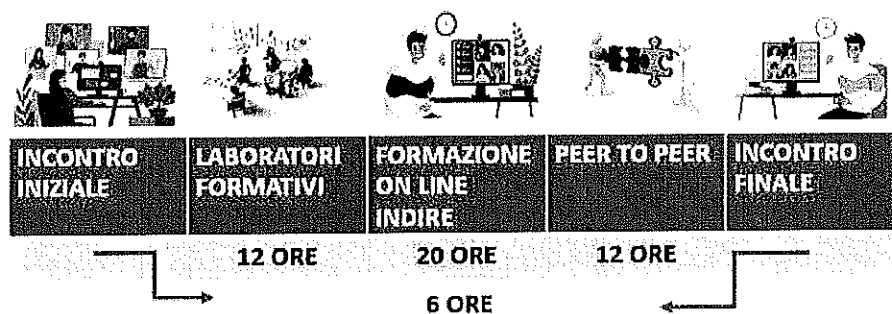 INCONTRO
INIZIALE
LABORATORI
FORMATIVI
FORMAZIONE
ON LINE
INDIRE
PEER TO PEER
INCONTRO
FINALE
12 ORE
20 ORE
12 ORE
6 ORE